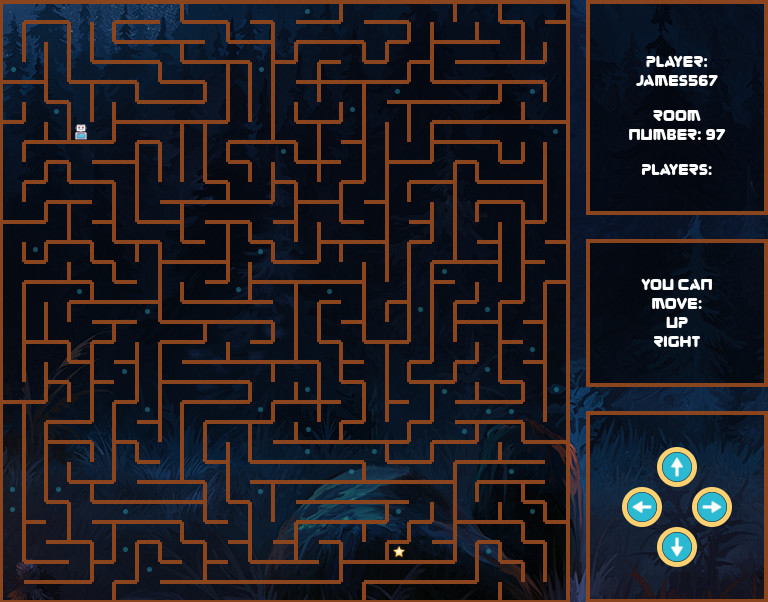 PLAYER:
JAMES567
ROOM
NUMBER: 97
PLAYERS:
YOU CAN
MOVE:
UP
RIGHT